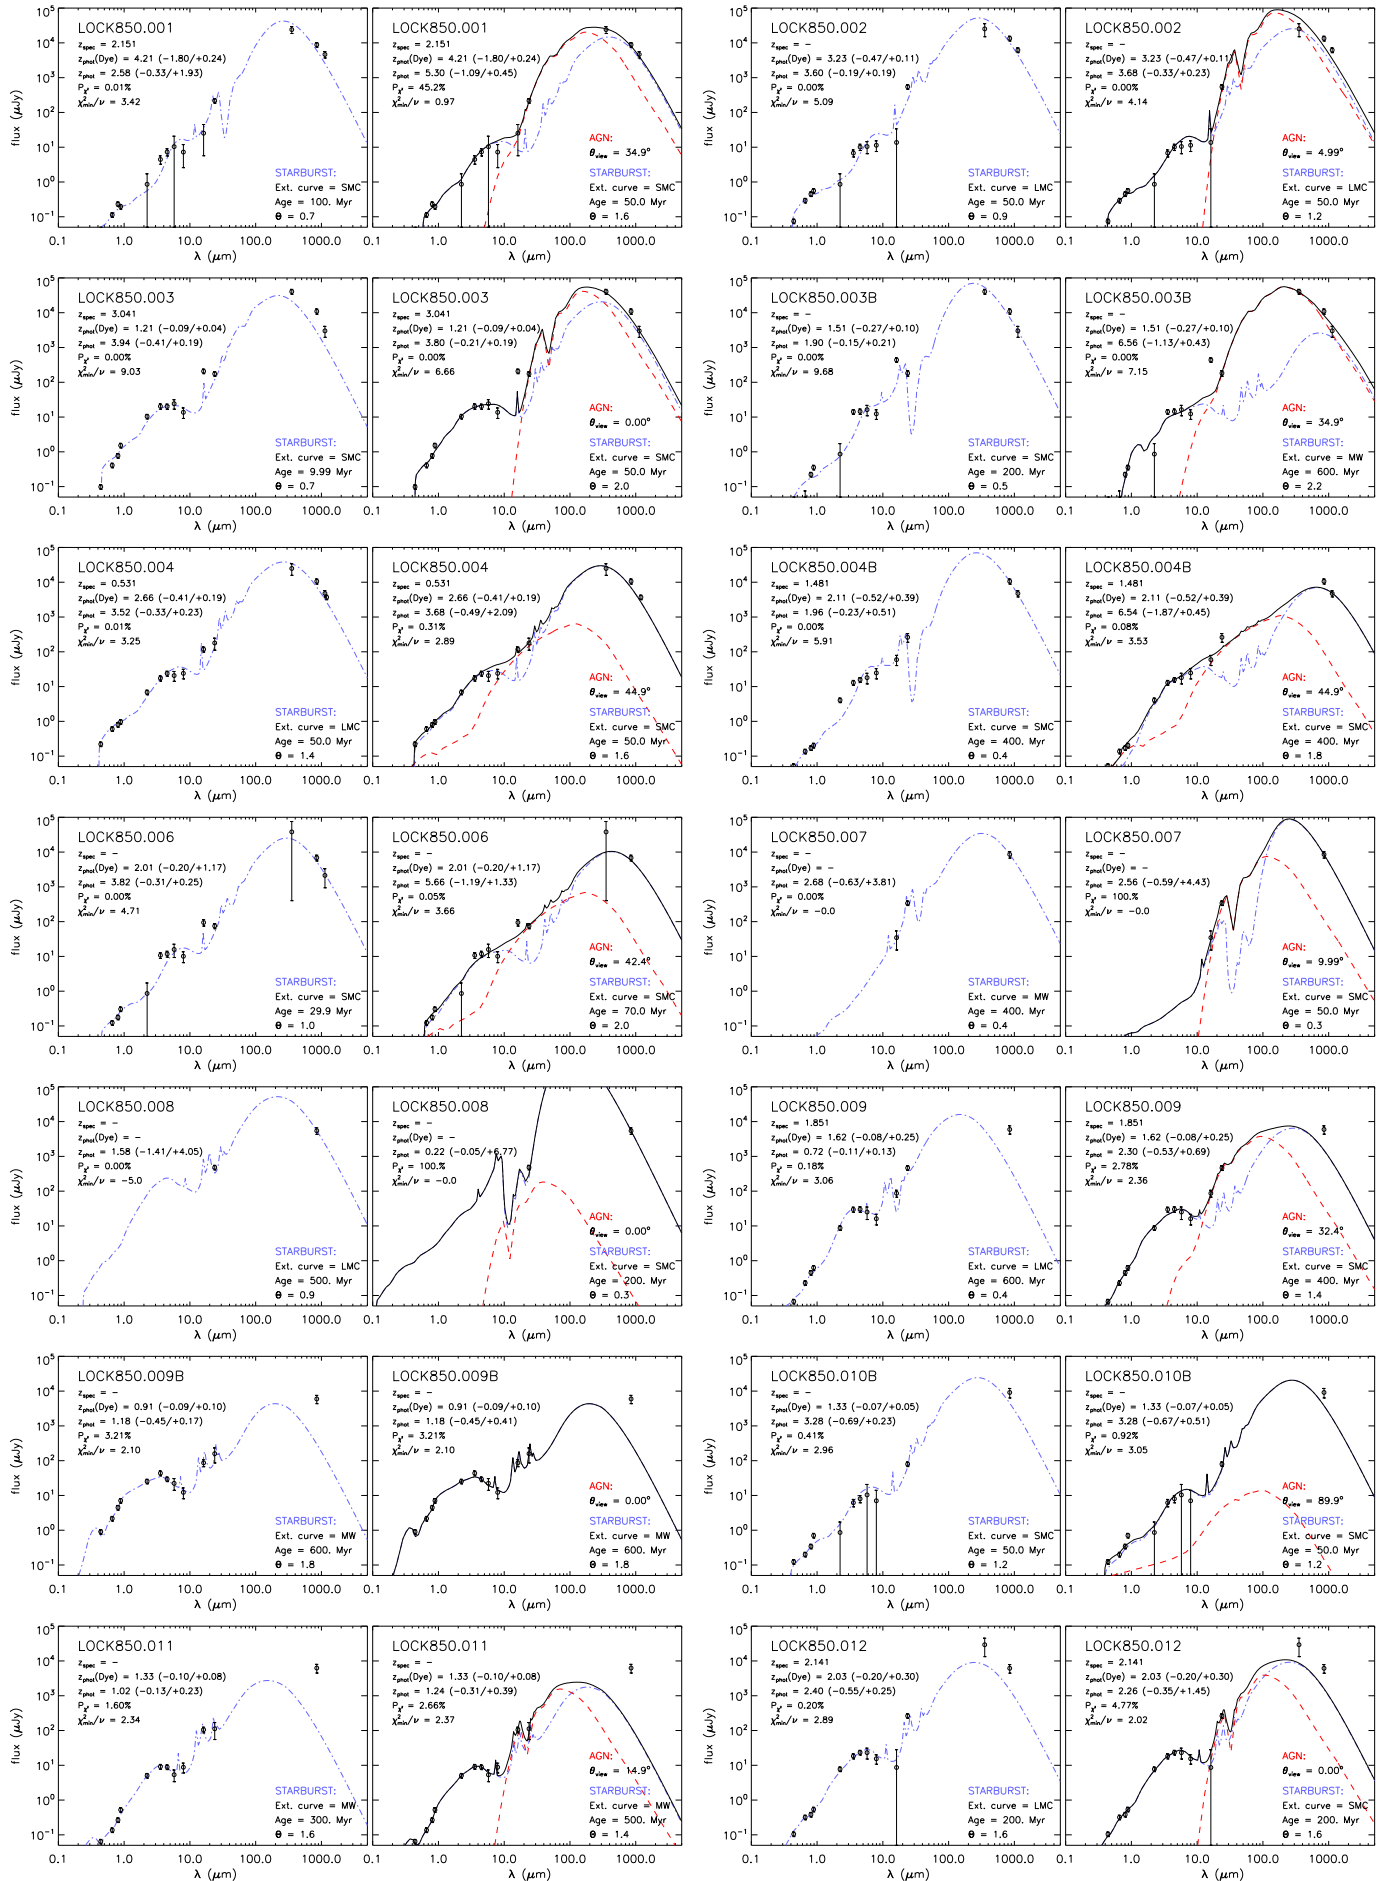 LOCK850.001
z_spec = 2.151
z_phot(Dye) = 4.21 (-1.80/+0.24)
z_phot = 2.58 (-0.33/+1.93)
P_χ² = 0.01%
χ²_min/ν = 3.42
STARBURST:
Ext. curve = SMC
Age = 100. Myr
Θ = 0.7
LOCK850.001
z_spec = 2.151
z_phot(Dye) = 4.21 (-1.80/+0.24)
z_phot = 5.30 (-1.09/+0.45)
P_χ² = 45.2%
χ²_min/ν = 0.97
AGN:
θ_view = 34.9°
STARBURST:
Ext. curve = SMC
Age = 50.0 Myr
Θ = 1.6
LOCK850.002
z_spec = –
z_phot(Dye) = 3.23 (-0.47/+0.11)
z_phot = 3.60 (-0.19/+0.19)
P_χ² = 0.00%
χ²_min/ν = 5.09
STARBURST:
Ext. curve = LMC
Age = 50.0 Myr
Θ = 0.9
LOCK850.002
z_spec = –
z_phot(Dye) = 3.23 (-0.47/+0.11)
z_phot = 3.68 (-0.33/+0.23)
P_χ² = 0.00%
χ²_min/ν = 4.14
AGN:
θ_view = 4.99°
STARBURST:
Ext. curve = LMC
Age = 50.0 Myr
Θ = 1.2
flux (μJy)
λ (μm)
LOCK850.003
z_spec = 3.041
z_phot(Dye) = 1.21 (-0.09/+0.04)
z_phot = 3.94 (-0.41/+0.19)
P_χ² = 0.00%
χ²_min/ν = 9.03
STARBURST:
Ext. curve = SMC
Age = 9.99 Myr
Θ = 0.7
LOCK850.003
z_spec = 3.041
z_phot(Dye) = 1.21 (-0.09/+0.04)
z_phot = 3.80 (-0.21/+0.19)
P_χ² = 0.00%
χ²_min/ν = 6.66
AGN:
θ_view = 0.00°
STARBURST:
Ext. curve = SMC
Age = 50.0 Myr
Θ = 2.0
LOCK850.003B
z_spec = –
z_phot(Dye) = 1.51 (-0.27/+0.10)
z_phot = 1.90 (-0.15/+0.21)
P_χ² = 0.00%
χ²_min/ν = 9.68
STARBURST:
Ext. curve = SMC
Age = 200. Myr
Θ = 0.5
LOCK850.003B
z_spec = –
z_phot(Dye) = 1.51 (-0.27/+0.10)
z_phot = 6.56 (-1.13/+0.43)
P_χ² = 0.00%
χ²_min/ν = 7.15
AGN:
θ_view = 34.9°
STARBURST:
Ext. curve = MW
Age = 600. Myr
Θ = 2.2
flux (μJy)
λ (μm)
LOCK850.004
z_spec = 0.531
z_phot(Dye) = 2.66 (-0.41/+0.19)
z_phot = 3.52 (-0.33/+0.23)
P_χ² = 0.01%
χ²_min/ν = 3.25
STARBURST:
Ext. curve = LMC
Age = 50.0 Myr
Θ = 1.4
LOCK850.004
z_spec = 0.531
z_phot(Dye) = 2.66 (-0.41/+0.19)
z_phot = 3.68 (-0.49/+2.09)
P_χ² = 0.31%
χ²_min/ν = 2.89
AGN:
θ_view = 44.9°
STARBURST:
Ext. curve = SMC
Age = 50.0 Myr
Θ = 1.6
LOCK850.004B
z_spec = 1.481
z_phot(Dye) = 2.11 (-0.52/+0.39)
z_phot = 1.96 (-0.23/+0.51)
P_χ² = 0.00%
χ²_min/ν = 5.91
STARBURST:
Ext. curve = SMC
Age = 400. Myr
Θ = 0.4
LOCK850.004B
z_spec = 1.481
z_phot(Dye) = 2.11 (-0.52/+0.39)
z_phot = 6.54 (-1.87/+0.45)
P_χ² = 0.08%
χ²_min/ν = 3.53
AGN:
θ_view = 44.9°
STARBURST:
Ext. curve = SMC
Age = 400. Myr
Θ = 1.8
flux (μJy)
λ (μm)
LOCK850.006
z_spec = –
z_phot(Dye) = 2.01 (-0.20/+1.17)
z_phot = 3.82 (-0.31/+0.25)
P_χ² = 0.00%
χ²_min/ν = 4.71
STARBURST:
Ext. curve = SMC
Age = 29.9 Myr
Θ = 1.0
LOCK850.006
z_spec = –
z_phot(Dye) = 2.01 (-0.20/+1.17)
z_phot = 5.66 (-1.19/+1.33)
P_χ² = 0.05%
χ²_min/ν = 3.66
AGN:
θ_view = 42.4°
STARBURST:
Ext. curve = SMC
Age = 70.0 Myr
Θ = 2.0
LOCK850.007
z_spec = –
z_phot(Dye) = –
z_phot = 2.68 (-0.63/+3.81)
P_χ² = 0.00%
χ²_min/ν = -0.0
STARBURST:
Ext. curve = MW
Age = 400. Myr
Θ = 0.4
LOCK850.007
z_spec = –
z_phot(Dye) = –
z_phot = 2.56 (-0.59/+4.43)
P_χ² = 100.%
χ²_min/ν = -0.0
AGN:
θ_view = 9.99°
STARBURST:
Ext. curve = SMC
Age = 50.0 Myr
Θ = 0.3
flux (μJy)
λ (μm)
LOCK850.008
z_spec = –
z_phot(Dye) = –
z_phot = 1.58 (-1.41/+4.05)
P_χ² = 0.00%
χ²_min/ν = -5.0
STARBURST:
Ext. curve = LMC
Age = 500. Myr
Θ = 0.9
LOCK850.008
z_spec = –
z_phot(Dye) = –
z_phot = 0.22 (-0.05/+6.77)
P_χ² = 100.%
χ²_min/ν = -0.0
AGN:
θ_view = 0.00°
STARBURST:
Ext. curve = SMC
Age = 200. Myr
Θ = 0.3
LOCK850.009
z_spec = 1.851
z_phot(Dye) = 1.62 (-0.08/+0.25)
z_phot = 0.72 (-0.11/+0.13)
P_χ² = 0.18%
χ²_min/ν = 3.06
STARBURST:
Ext. curve = LMC
Age = 600. Myr
Θ = 0.4
LOCK850.009
z_spec = 1.851
z_phot(Dye) = 1.62 (-0.08/+0.25)
z_phot = 2.30 (-0.53/+0.69)
P_χ² = 2.78%
χ²_min/ν = 2.36
AGN:
θ_view = 32.4°
STARBURST:
Ext. curve = SMC
Age = 400. Myr
Θ = 1.4
flux (μJy)
λ (μm)
LOCK850.009B
z_spec = –
z_phot(Dye) = 0.91 (-0.09/+0.10)
z_phot = 1.18 (-0.45/+0.17)
P_χ² = 3.21%
χ²_min/ν = 2.10
STARBURST:
Ext. curve = MW
Age = 600. Myr
Θ = 1.8
LOCK850.009B
z_spec = –
z_phot(Dye) = 0.91 (-0.09/+0.10)
z_phot = 1.18 (-0.45/+0.41)
P_χ² = 3.21%
χ²_min/ν = 2.10
AGN:
θ_view = 0.00°
STARBURST:
Ext. curve = MW
Age = 600. Myr
Θ = 1.8
LOCK850.010B
z_spec = –
z_phot(Dye) = 1.33 (-0.07/+0.05)
z_phot = 3.28 (-0.69/+0.23)
P_χ² = 0.41%
χ²_min/ν = 2.96
STARBURST:
Ext. curve = SMC
Age = 50.0 Myr
Θ = 1.2
LOCK850.010B
z_spec = –
z_phot(Dye) = 1.33 (-0.07/+0.05)
z_phot = 3.28 (-0.67/+0.51)
P_χ² = 0.92%
χ²_min/ν = 3.05
AGN:
θ_view = 89.9°
STARBURST:
Ext. curve = SMC
Age = 50.0 Myr
Θ = 1.2
flux (μJy)
λ (μm)
LOCK850.011
z_spec = –
z_phot(Dye) = 1.33 (-0.10/+0.08)
z_phot = 1.02 (-0.13/+0.23)
P_χ² = 1.60%
χ²_min/ν = 2.34
STARBURST:
Ext. curve = MW
Age = 300. Myr
Θ = 1.6
LOCK850.011
z_spec = –
z_phot(Dye) = 1.33 (-0.10/+0.08)
z_phot = 1.24 (-0.31/+0.39)
P_χ² = 2.66%
χ²_min/ν = 2.37
AGN:
θ_view = 14.9°
STARBURST:
Ext. curve = MW
Age = 500. Myr
Θ = 1.4
LOCK850.012
z_spec = 2.141
z_phot(Dye) = 2.03 (-0.20/+0.30)
z_phot = 2.40 (-0.55/+0.25)
P_χ² = 0.20%
χ²_min/ν = 2.89
STARBURST:
Ext. curve = LMC
Age = 200. Myr
Θ = 1.6
LOCK850.012
z_spec = 2.141
z_phot(Dye) = 2.03 (-0.20/+0.30)
z_phot = 2.26 (-0.35/+1.45)
P_χ² = 4.77%
χ²_min/ν = 2.02
AGN:
θ_view = 0.00°
STARBURST:
Ext. curve = SMC
Age = 200. Myr
Θ = 1.6
flux (μJy)
10⁵
10⁴
10³
10²
10¹
10⁰
10⁻¹
0.1 1.0 10.0 100.0 1000.0
λ (μm)